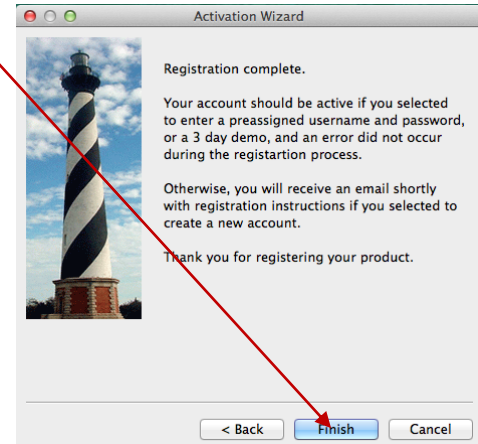 Activation Wizard
Registration complete.
Your account should be active if you selected
to enter a preassigned username and password,
or a 3 day demo, and an error did not occur
during the registartion process.
Otherwise, you will receive an email shortly
with registration instructions if you selected to
create a new account.
Thank you for registering your product.
< Back Finish Cancel